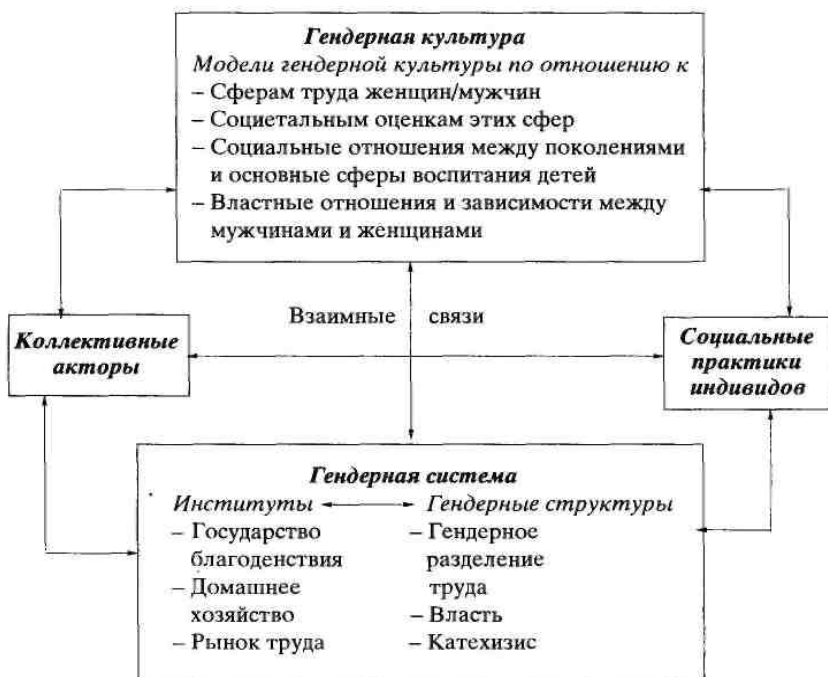 Гендерная культура
Модели гендерной культуры по отношению к
– Сферам труда женщин/мужчин
– Социетальным оценкам этих сфер
– Социальные отношения между поколениями
и основные сферы воспитания детей
– Властные отношения и зависимости между
мужчинами и женщинами
Взаимные связи
Коллективные
акторы
Социальные
практики
индивидов
Гендерная система
Институты Гендерные структуры
– Государство
благоденствия
– Домашнее
хозяйство
– Рынок труда
– Гендерное
разделение
труда
– Власть
– Катехизис